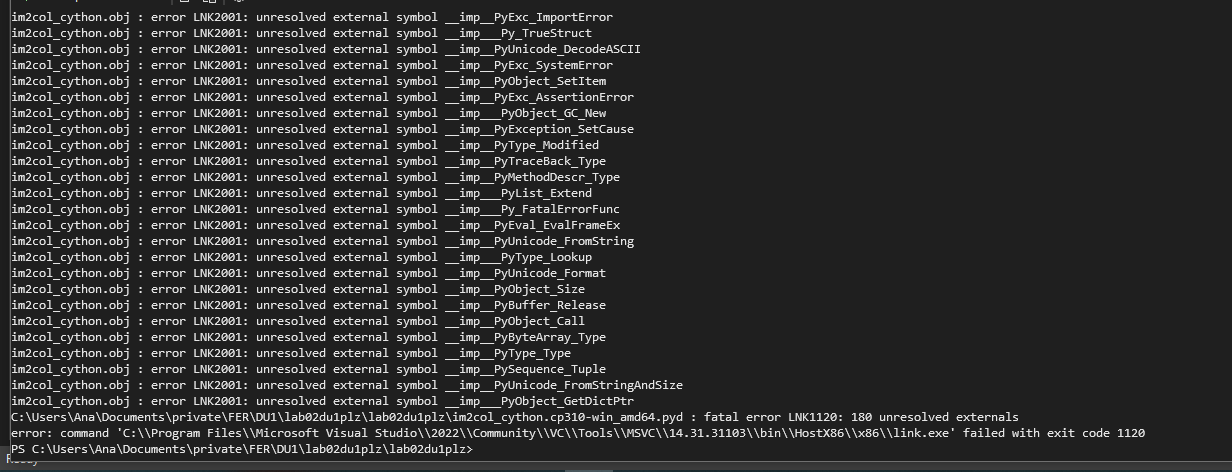 im2col_cython.obj : error LNK2001: unresolved external symbol __imp__PyExc_ImportError
im2col_cython.obj : error LNK2001: unresolved external symbol __imp___Py_TrueStruct
im2col_cython.obj : error LNK2001: unresolved external symbol __imp__PyUnicode_DecodeASCII
im2col_cython.obj : error LNK2001: unresolved external symbol __imp__PyExc_SystemError
im2col_cython.obj : error LNK2001: unresolved external symbol __imp__PyObject_SetItem
im2col_cython.obj : error LNK2001: unresolved external symbol __imp__PyExc_AssertionError
im2col_cython.obj : error LNK2001: unresolved external symbol __imp___PyObject_GC_New
im2col_cython.obj : error LNK2001: unresolved external symbol __imp__PyException_SetCause
im2col_cython.obj : error LNK2001: unresolved external symbol __imp__PyType_Modified
im2col_cython.obj : error LNK2001: unresolved external symbol __imp__PyTraceBack_Type
im2col_cython.obj : error LNK2001: unresolved external symbol __imp__PyMethodDescr_Type
im2col_cython.obj : error LNK2001: unresolved external symbol __imp__PyList_Extend
im2col_cython.obj : error LNK2001: unresolved external symbol __imp___Py_FatalErrorFunc
im2col_cython.obj : error LNK2001: unresolved external symbol __imp__PyEval_EvalFrameEx
im2col_cython.obj : error LNK2001: unresolved external symbol __imp__PyUnicode_FromString
im2col_cython.obj : error LNK2001: unresolved external symbol __imp___PyType_Lookup
im2col_cython.obj : error LNK2001: unresolved external symbol __imp__PyUnicode_Format
im2col_cython.obj : error LNK2001: unresolved external symbol __imp__PyObject_Size
im2col_cython.obj : error LNK2001: unresolved external symbol __imp__PyBuffer_Release
im2col_cython.obj : error LNK2001: unresolved external symbol __imp__PyObject_Call
im2col_cython.obj : error LNK2001: unresolved external symbol __imp__PyByteArray_Type
im2col_cython.obj : error LNK2001: unresolved external symbol __imp__PyType_Type
im2col_cython.obj : error LNK2001: unresolved external symbol __imp__PySequence_Tuple
im2col_cython.obj : error LNK2001: unresolved external symbol __imp__PyUnicode_FromStringAndSize
im2col_cython.obj : error LNK2001: unresolved external symbol __imp___PyObject_GetDictPtr
C:\Users\Ana\Documents\private\FER\DU1\lab02du1plz\lab02du1plz\im2col_cython.cp310-win_amd64.pyd : fatal error LNK1120: 180 unresolved externals
error: command 'C:\\Program Files\\Microsoft Visual Studio\\2022\\Community\\VC\\Tools\\MSVC\\14.31.31103\\bin\\HostX86\\x86\\link.exe' failed with exit code 1120
PS C:\Users\Ana\Documents\private\FER\DU1\lab02du1plz\lab02du1plz>